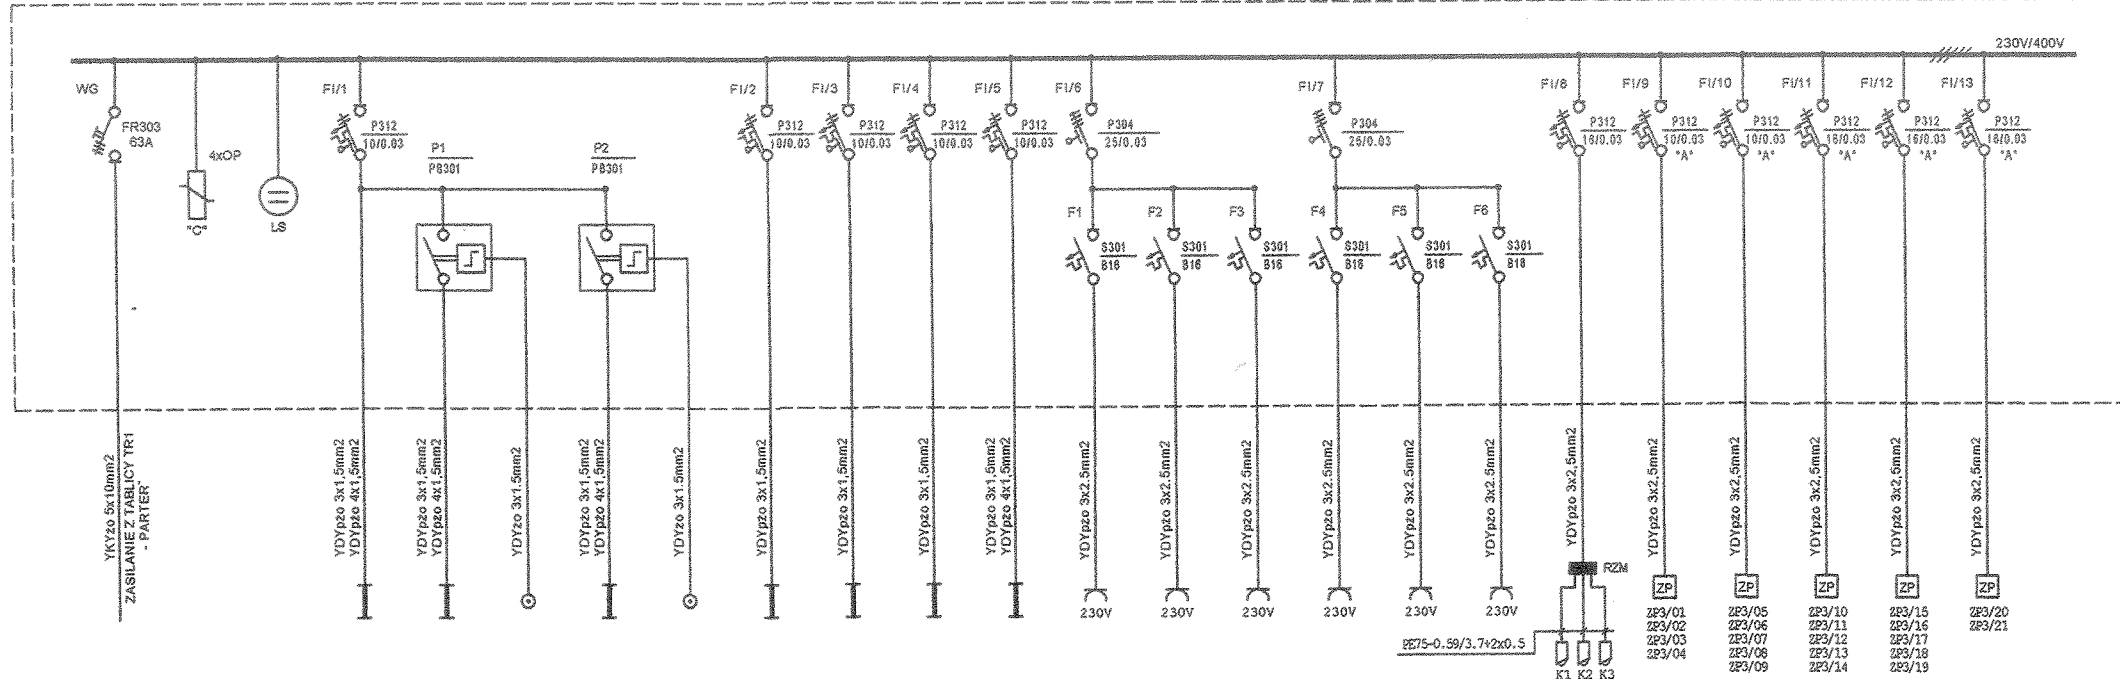 230V/400V
WG
FR303
63A
4xOP
"C"
LS
FI/1
P312
10/0.03
P1
PB301
P2
PB301
FI/2
P312
10/0.03
FI/3
P312
10/0.03
FI/4
P312
10/0.03
FI/5
P312
10/0.03
FI/6
P304
25/0.03
F1
S301
B16
F2
S301
B16
F3
S301
B16
FI/7
P304
25/0.03
F4
S301
B16
F5
S301
B16
F6
S301
B16
FI/8
P312
16/0.03
FI/9
P312
10/0.03
"A"
FI/10
P312
10/0.03
"A"
FI/11
P312
16/0.03
"A"
FI/12
P312
16/0.03
"A"
FI/13
P312
16/0.03
"A"
YKYżo 5x10mm2
ZASILANIE Z TABLICY TR1
- PARTER"
YDYpżo 3x1,5mm2
YDYpżo 4x1,5mm2
YDYpżo 3x1,5mm2
YDYpżo 4x1,5mm2
YDYżo 3x1.5mm2
YDYpżo 3x1,5mm2
YDYpżo 4x1,5mm2
YDYżo 3x1.5mm2
YDYpżo 3x1,5mm2
YDYpżo 3x1,5mm2
YDYpżo 3x1,5mm2
YDYpżo 3x1,5mm2
YDYpżo 4x1,5mm2
YDYpżo 3x2.5mm2
YDYpżo 3x2.5mm2
YDYpżo 3x2.5mm2
YDYpżo 3x2.5mm2
YDYpżo 3x2.5mm2
YDYpżo 3x2.5mm2
YDYpżo 3x2,5mm2
YDYpżo 3x2,5mm2
YDYpżo 3x2,5mm2
YDYpżo 3x2,5mm2
YDYpżo 3x2,5mm2
YDYpżo 3x2,5mm2
230V
230V
230V
230V
230V
230V
RZM
PE75-0.59/3.7+2x0.5
K1 K2 K3
ZP
ZP3/01
ZP3/02
ZP3/03
ZP3/04
ZP
ZP3/05
ZP3/06
ZP3/07
ZP3/08
ZP3/09
ZP
ZP3/10
ZP3/11
ZP3/12
ZP3/13
ZP3/14
ZP
ZP3/15
ZP3/16
ZP3/17
ZP3/18
ZP3/19
ZP
ZP3/20
ZP3/21